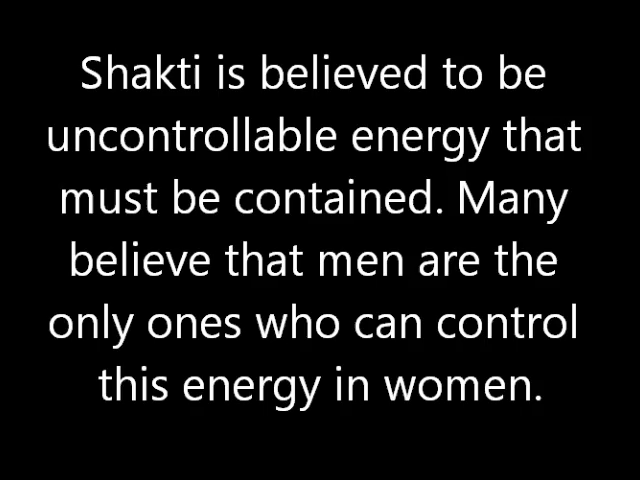 Shakti is believed to be
uncontrollable energy that
must be contained. Many
believe that men are the
only ones who can control
this energy in women.